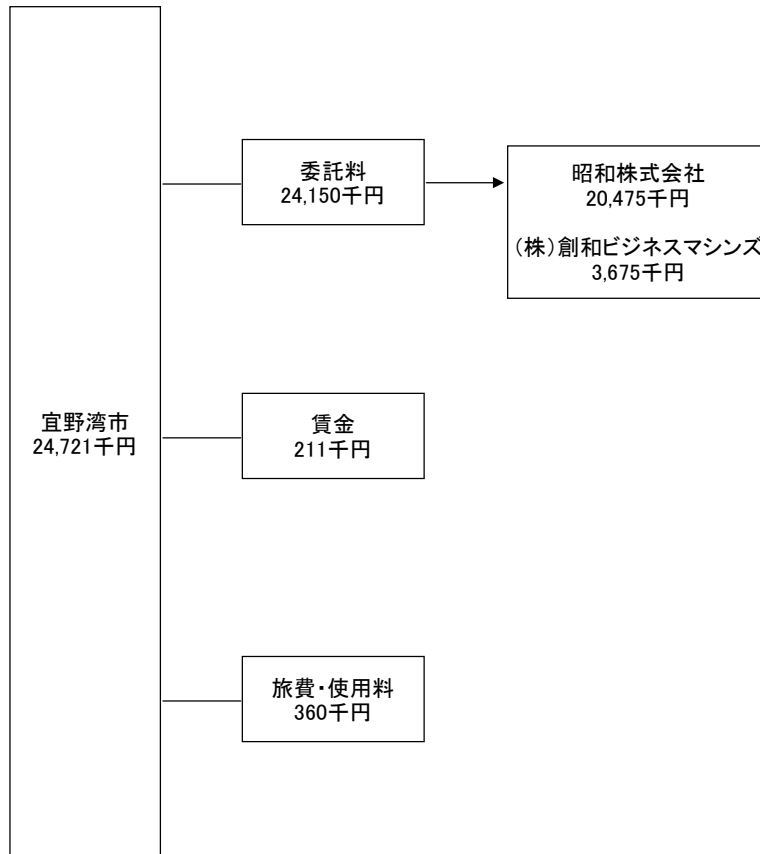 宜野湾市
24,721千円
委託料
24,150千円
昭和株式会社
20,475千円
(株)創和ビジネスマシンズ
3,675千円
賃金
211千円
旅費・使用料
360千円